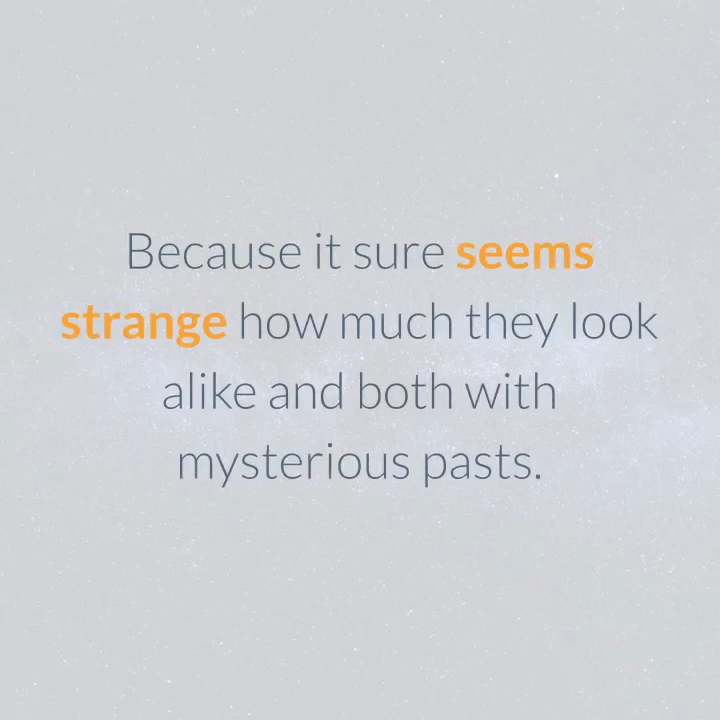 Because it sure seems
strange how much they look
alike and both with
mysterious pasts.